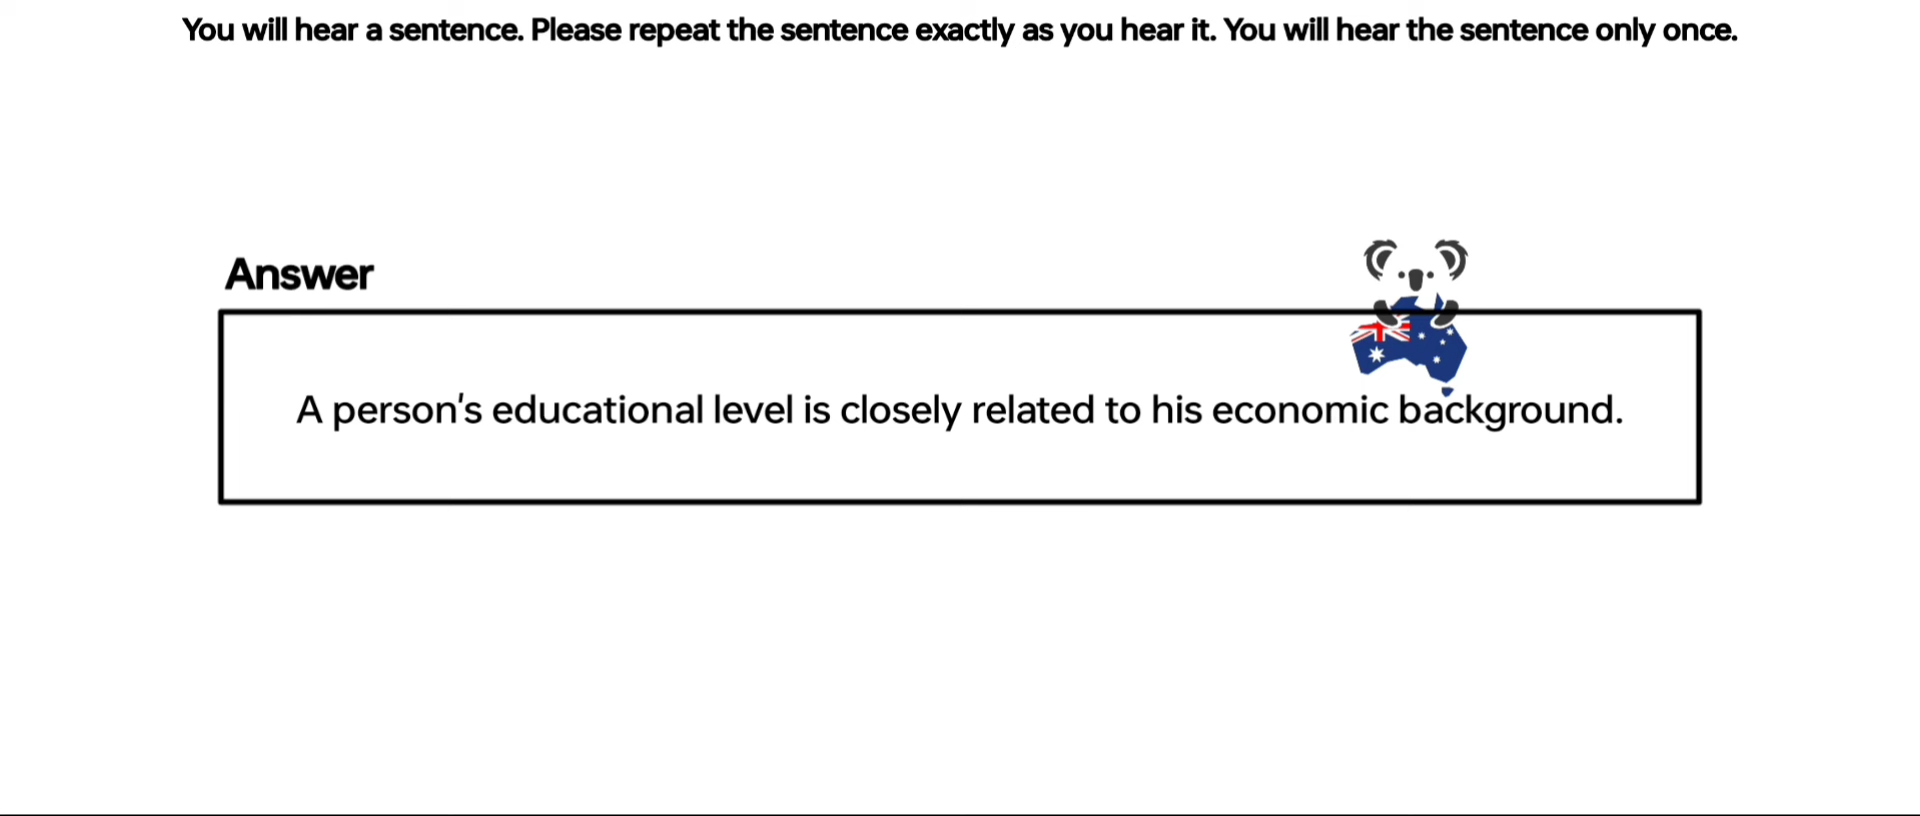 You will hear a sentence. Please repeat the sentence exactly as you hear it. You will hear the sentence only once.
Answer
A person's educational level is closely related to his economic background.